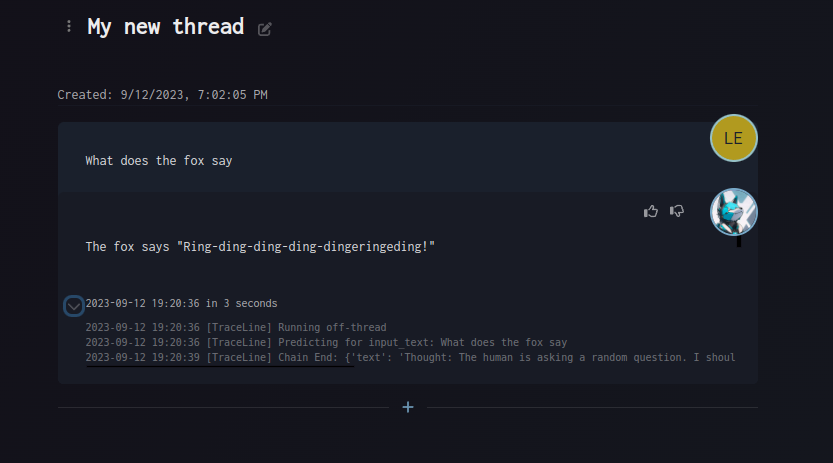 My new thread
Created: 9/12/2023, 7:02:05 PM
LE
What does the fox say
The fox says "Ring-ding-ding-ding-dingeringeding!"
2023-09-12 19:20:36 in 3 seconds
2023-09-12 19:20:36 [TraceLine] Running off-thread
2023-09-12 19:20:36 [TraceLine] Predicting for input_text: What does the fox say
2023-09-12 19:20:39 [TraceLine] Chain End: {'text': 'Thought: The human is asking a random question. I shoul